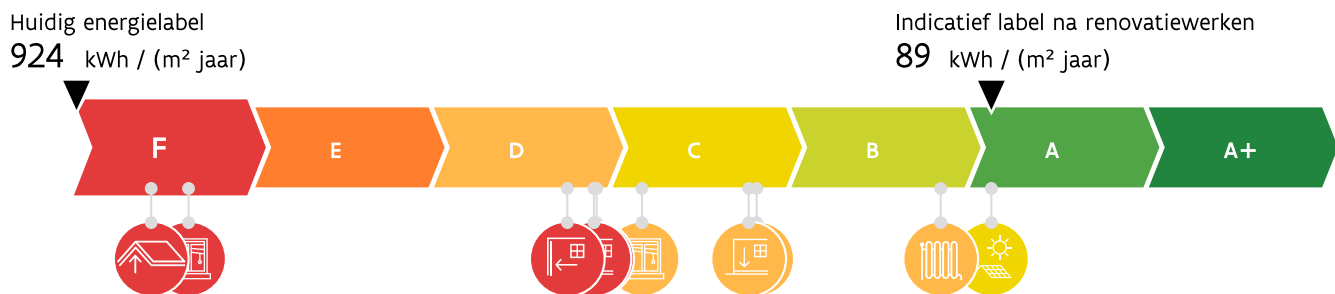 Huidig energielabel
924 kWh / (m² jaar)
Indicatief label na renovatiewerken
89 kWh / (m² jaar)
F E D C B A A+